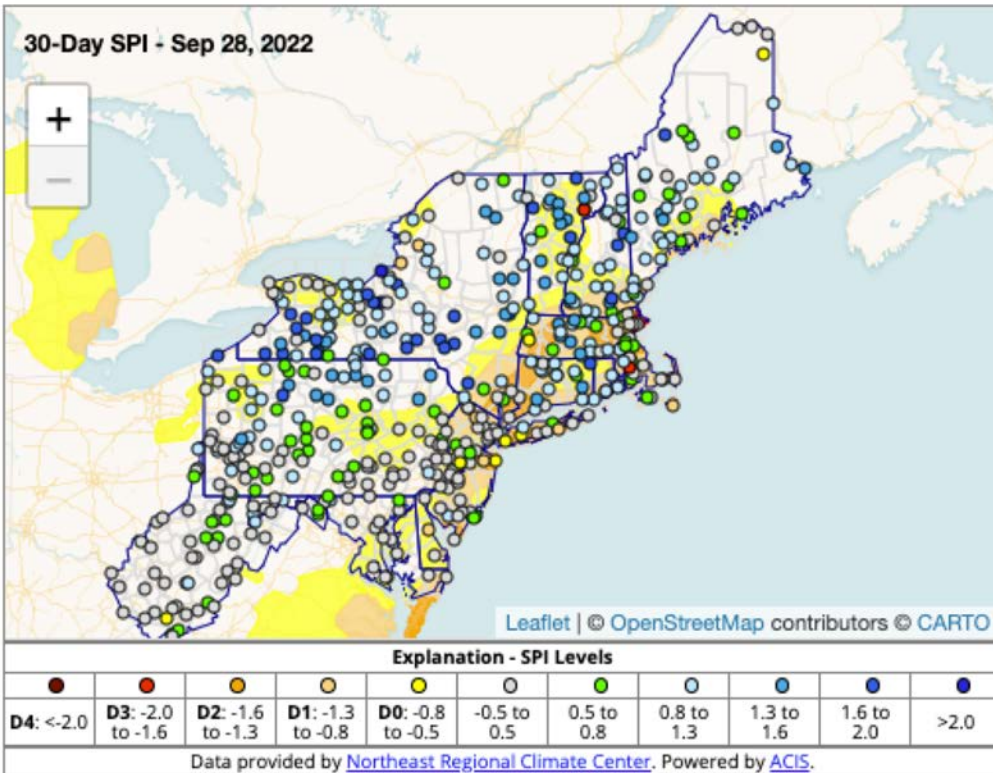 30-Day SPI - Sep 28, 2022
+
−
Leaflet | © OpenStreetMap contributors © CARTO
Explanation - SPI Levels
D4: <-2.0
D3: -2.0 to -1.6
D2: -1.6 to -1.3
D1: -1.3 to -0.8
D0: -0.8 to -0.5
-0.5 to 0.5
0.5 to 0.8
0.8 to 1.3
1.3 to 1.6
1.6 to 2.0
>2.0
Data provided by Northeast Regional Climate Center. Powered by ACIS.